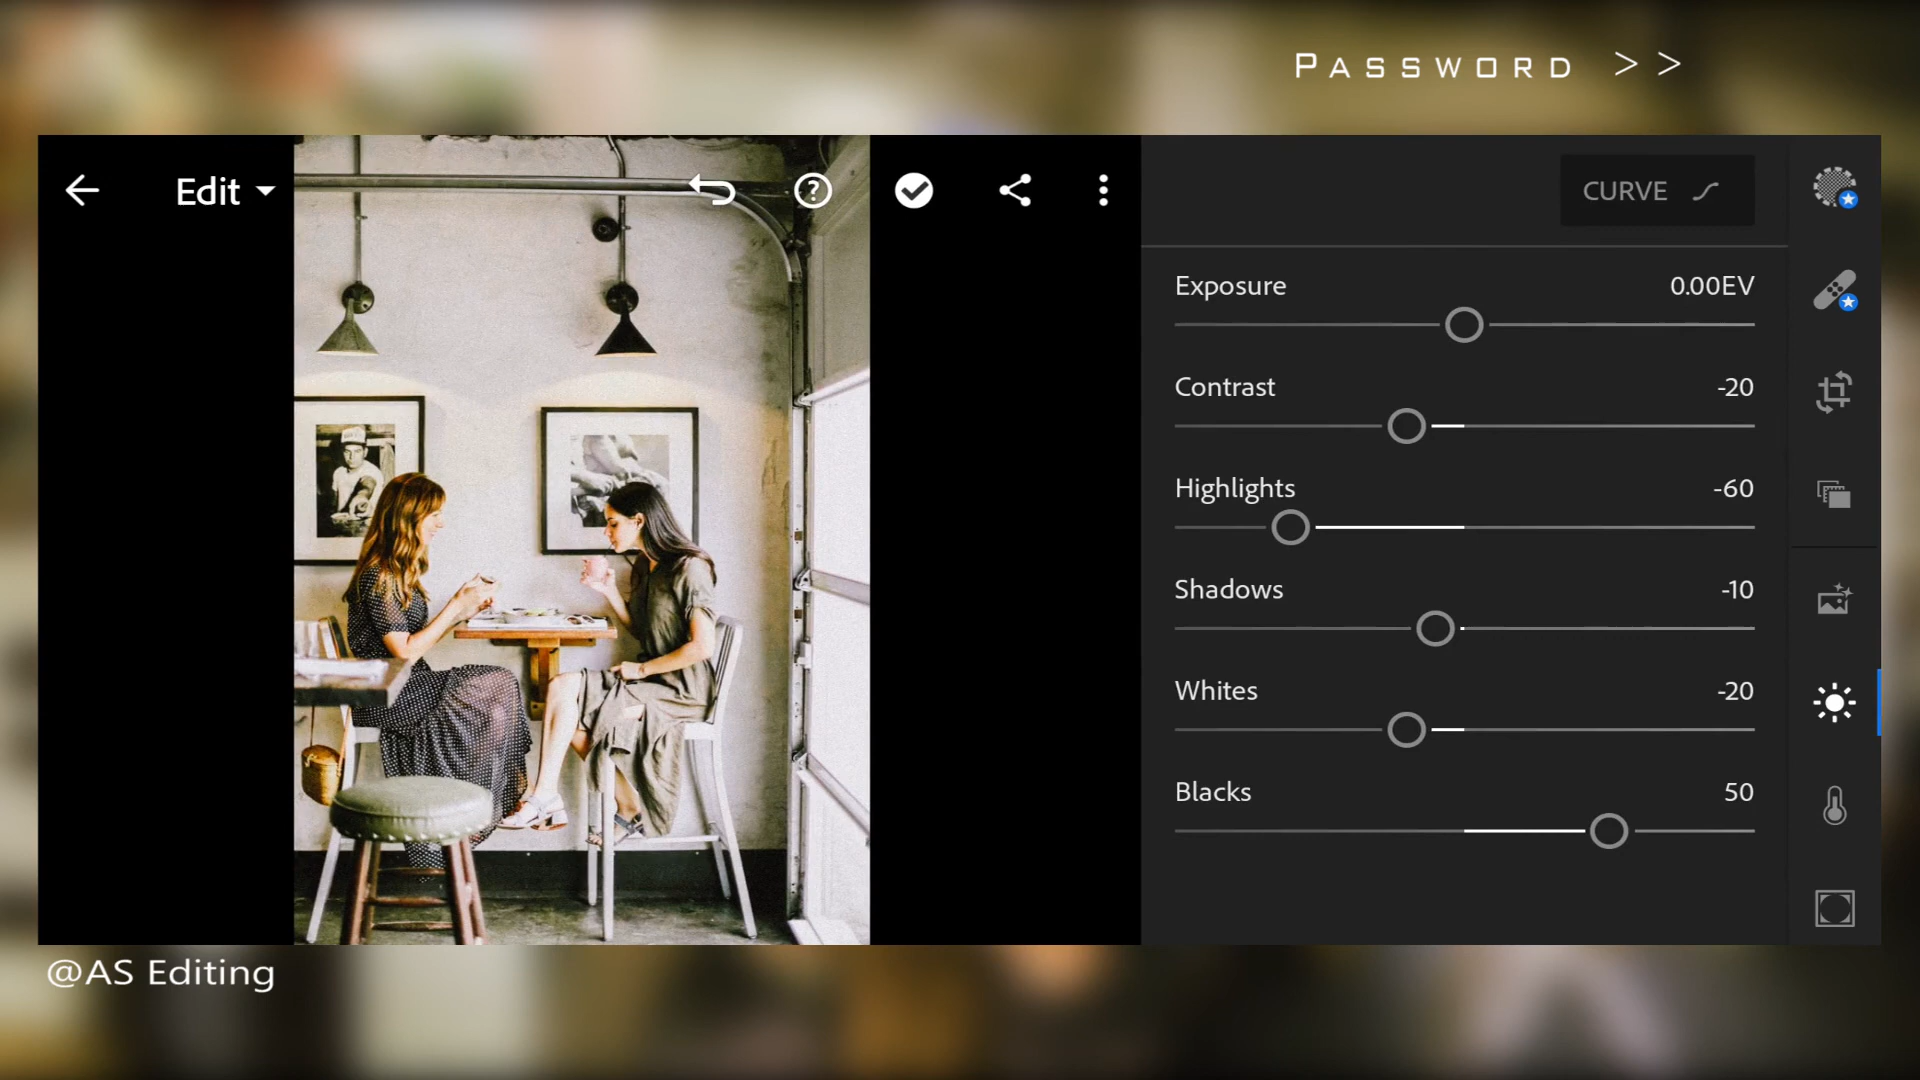 PASSWORD >>
Edit
CURVE
Exposure 0.00EV
Contrast -20
Highlights -60
Shadows -10
Whites -20
Blacks 50
@AS Editing